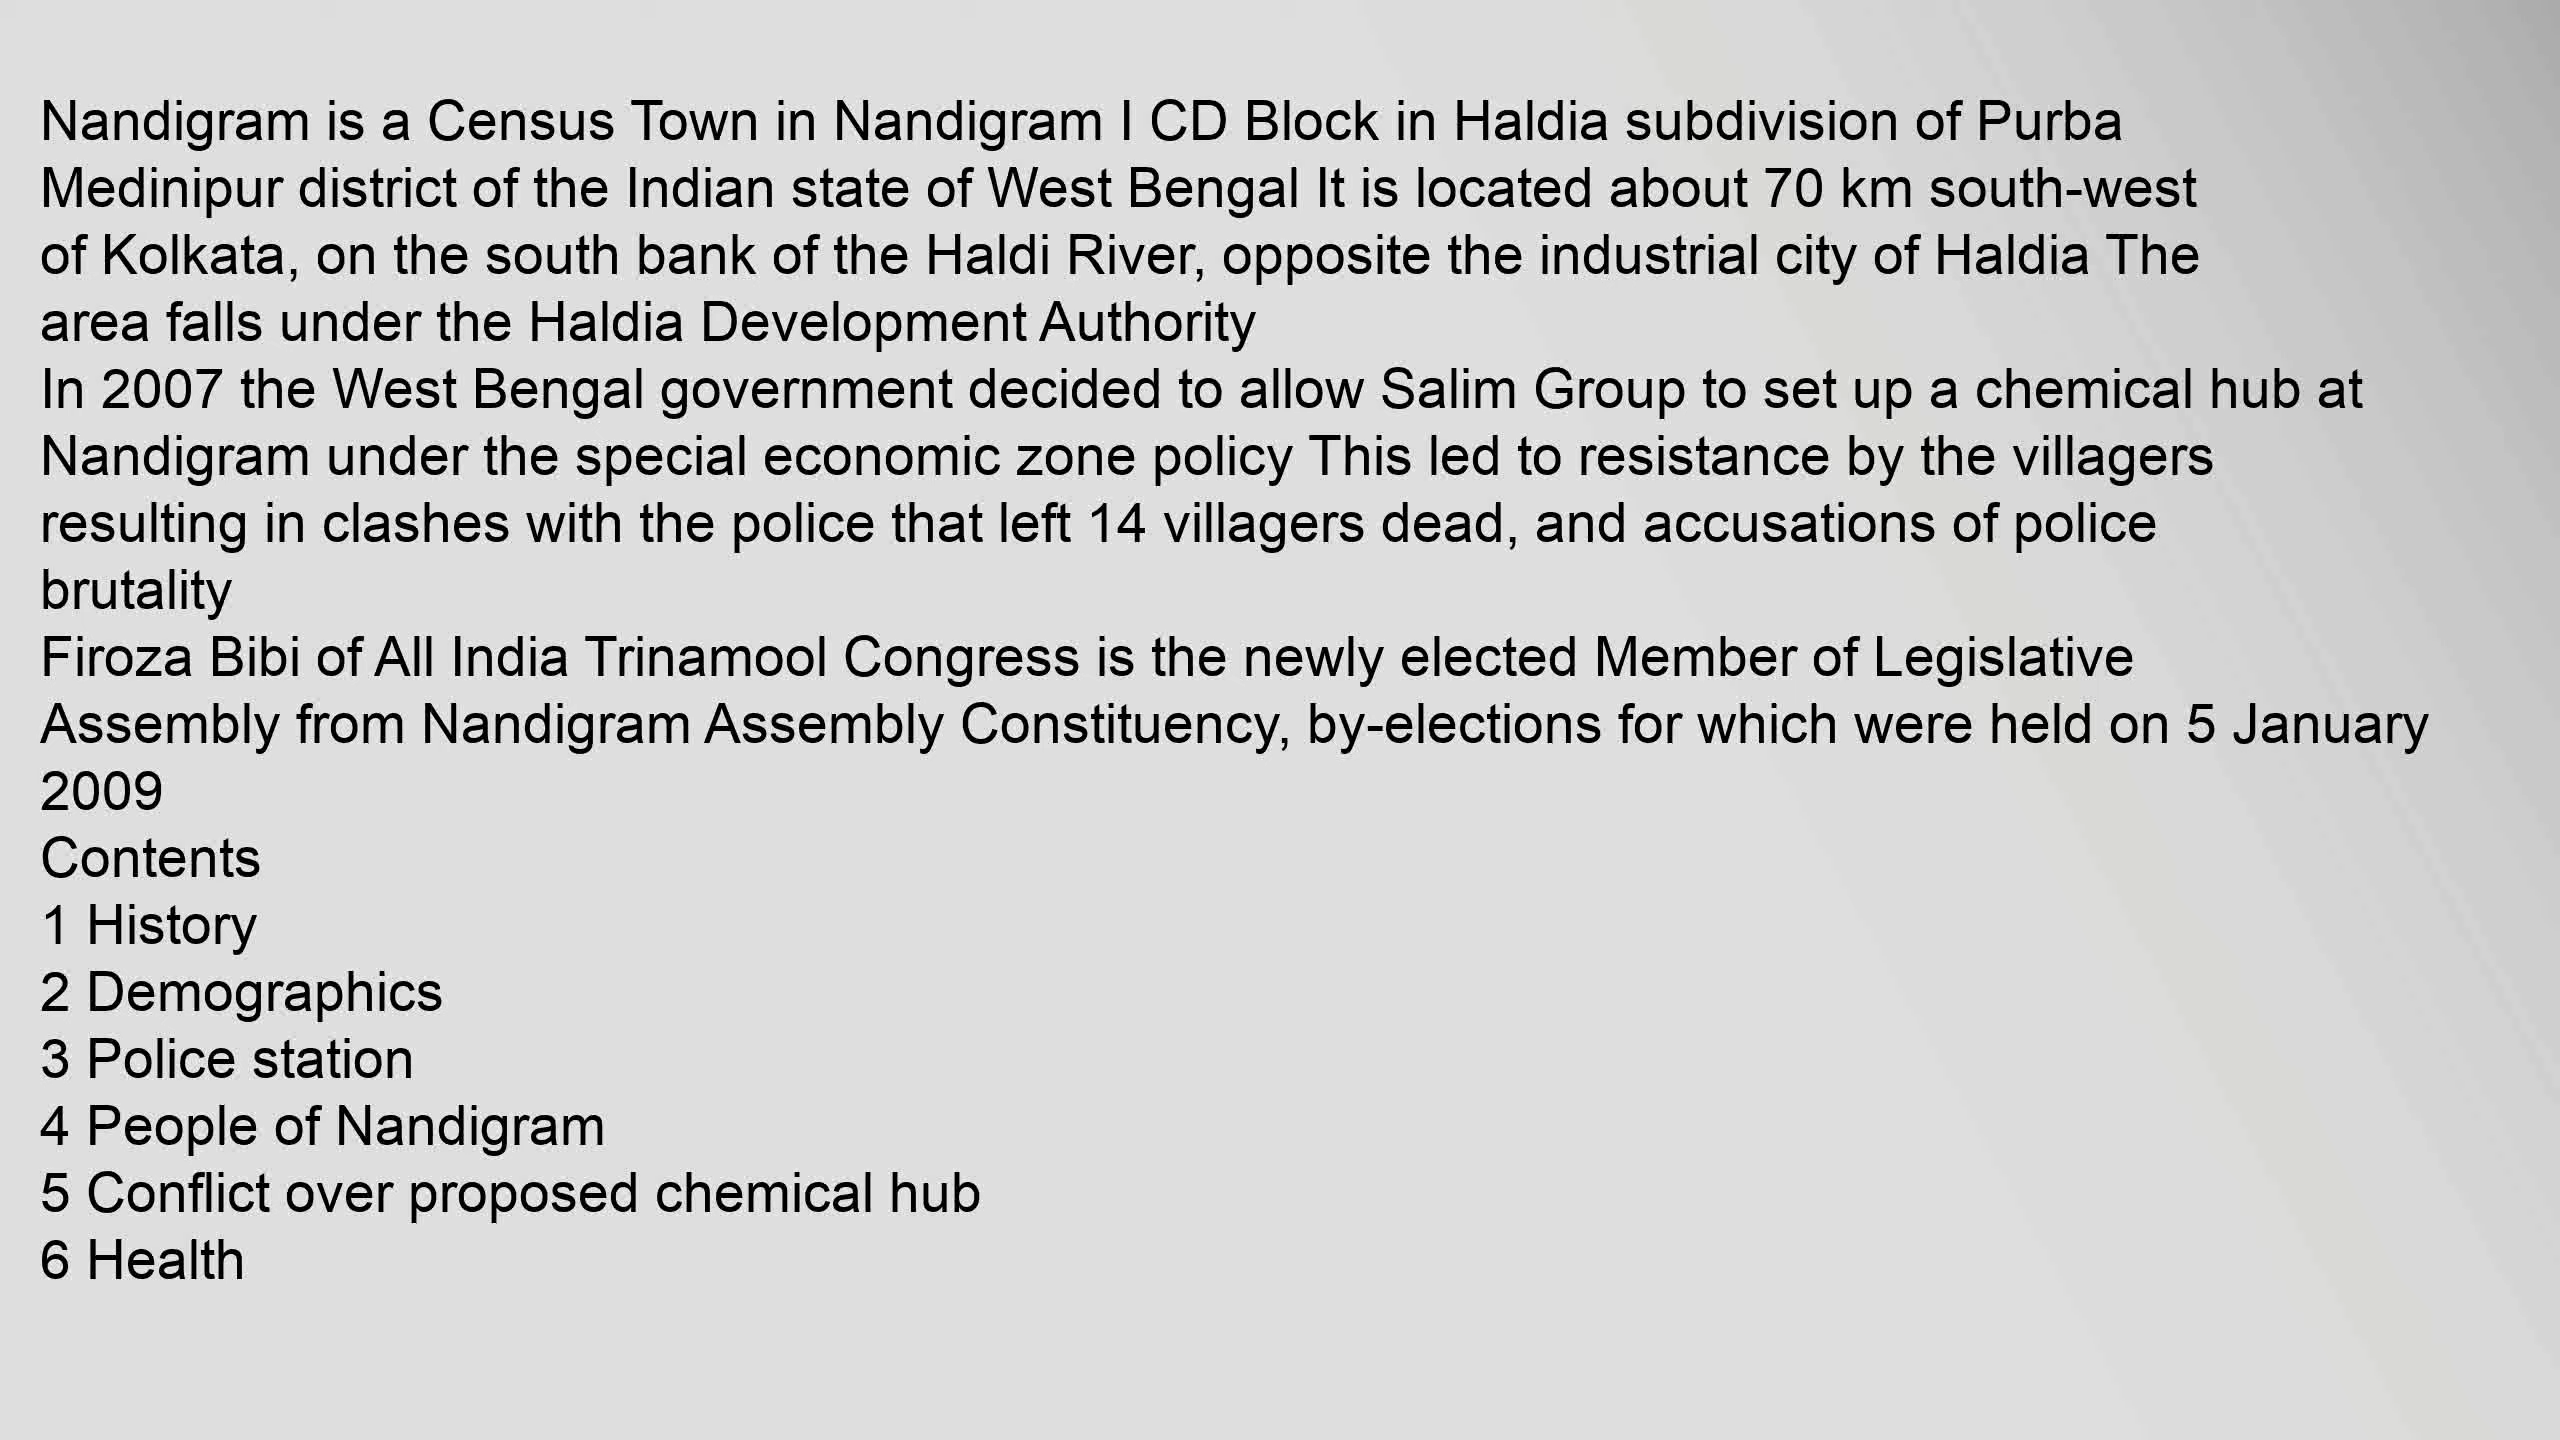 Nandigram is a Census Town in Nandigram I CD Block in Haldia subdivision of Purba
Medinipur district of the Indian state of West Bengal It is located about 70 km south-west
of Kolkata, on the south bank of the Haldi River, opposite the industrial city of Haldia The
area falls under the Haldia Development Authority
In 2007 the West Bengal government decided to allow Salim Group to set up a chemical hub at
Nandigram under the special economic zone policy This led to resistance by the villagers
resulting in clashes with the police that left 14 villagers dead, and accusations of police
brutality
Firoza Bibi of All India Trinamool Congress is the newly elected Member of Legislative
Assembly from Nandigram Assembly Constituency, by-elections for which were held on 5 January
2009
Contents
1 History
2 Demographics
3 Police station
4 People of Nandigram
5 Conflict over proposed chemical hub
6 Health